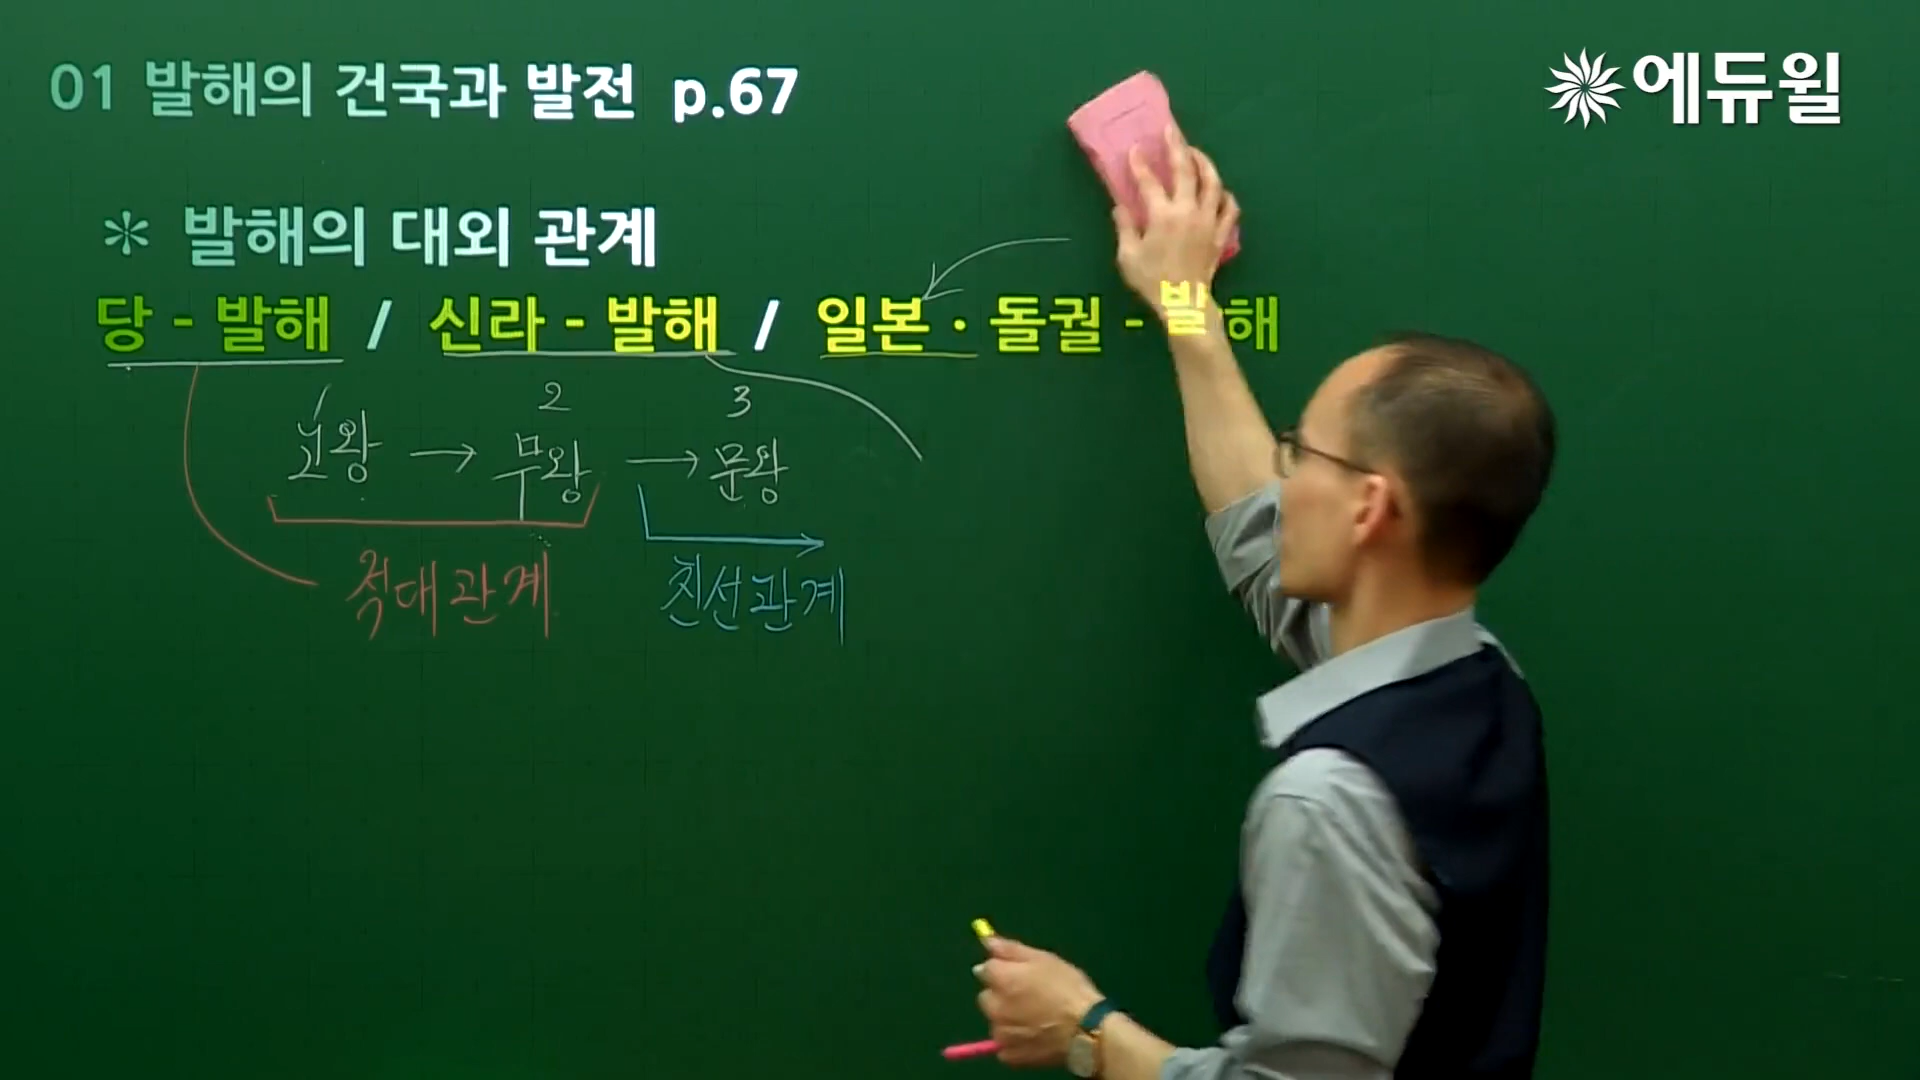 01 발해의 건국과 발전 p.67
에듀윌
* 발해의 대외 관계
당 - 발해 / 신라 - 발해 / 일본 · 돌궐 - 발해
1 2 3
고왕 → 무왕 → 문왕
적대관계 친선관계